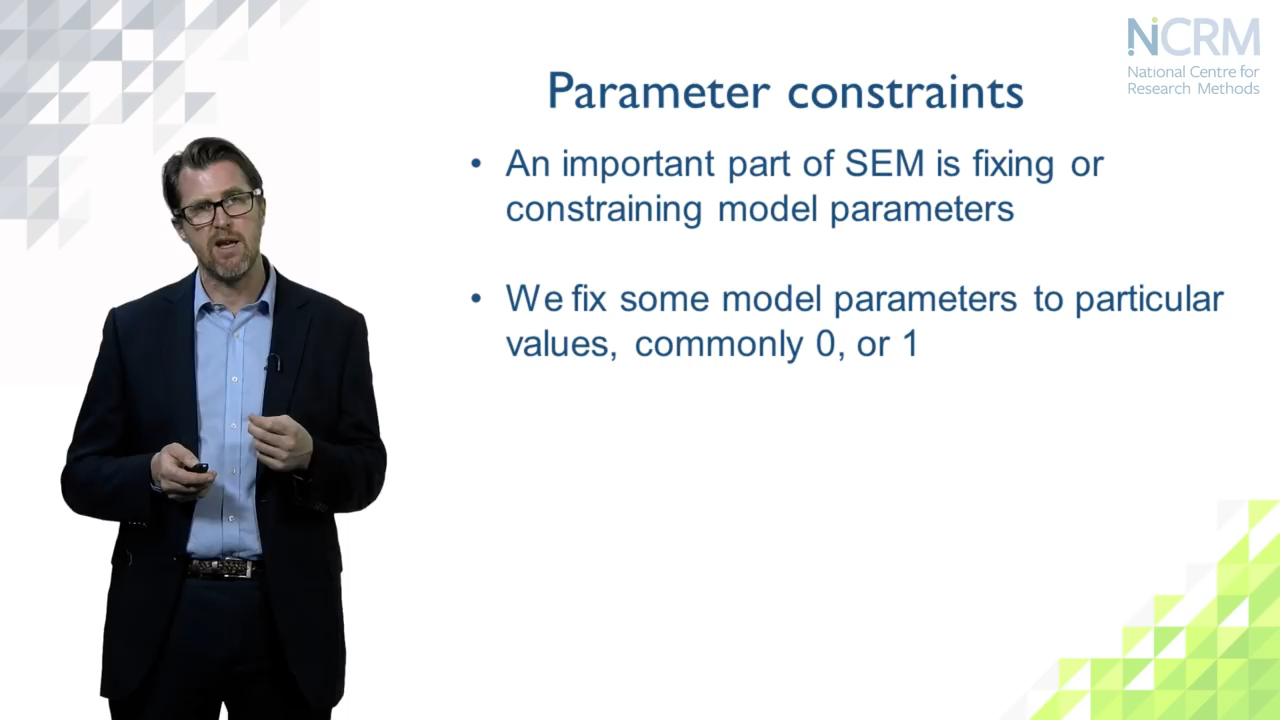 NCRM
National Centre for
Research Methods
Parameter constraints
• An important part of SEM is fixing or
constraining model parameters
• We fix some model parameters to particular
values, commonly 0, or 1